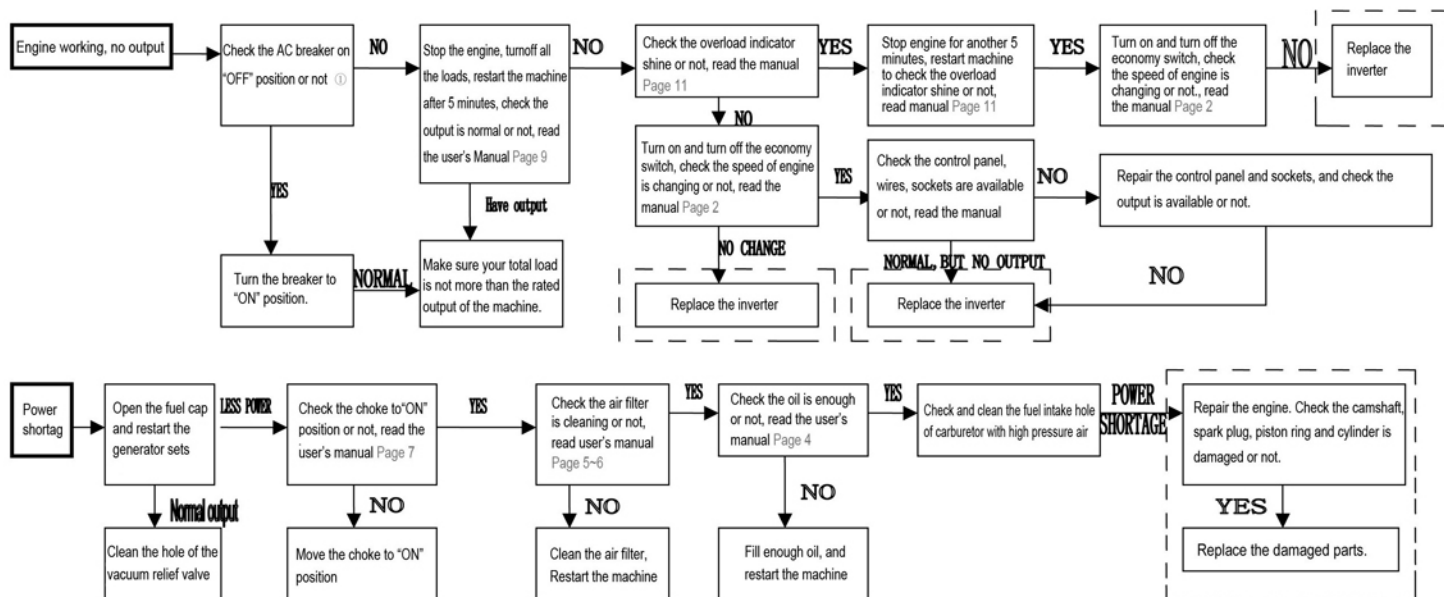 Engine working, no output
Check the AC breaker on
“OFF” position or not ①
NO
Stop the engine, turnoff all
the loads, restart the machine
after 5 minutes, check the
output is normal or not, read
the user's Manual Page 9
NO
Check the overload indicator
shine or not, read the manual
Page 11
YES
Stop engine for another 5
minutes, restart machine
to check the overload
indicator shine or not,
read manual Page 11
YES
Turn on and turn off the
economy switch, check
the speed of engine is
changing or not., read
the manual Page 2
NO
Replace the
inverter
NO
Turn on and turn off the economy
switch, check the speed of engine
is changing or not, read the
manual Page 2
YES
Check the control panel,
wires, sockets are available
or not, read the manual
NO
Repair the control panel and sockets, and check the
output is available or not.
YES
Have output
Turn the breaker to
“ON” position.
NORMAL
Make sure your total load
is not more than the rated
output of the machine.
NO CHANGE
Replace the inverter
NORMAL, BUT NO OUTPUT
Replace the inverter
NO
Power
shortag
Open the fuel cap
and restart the
generator sets
LESS POWER
Check the choke to“ON”
position or not, read the
user's manual Page 7
YES
Check the air filter
is cleaning or not,
read user's manual
Page 5~6
YES
Check the oil is enough
or not, read the user's
manual Page 4
YES
Check and clean the fuel intake hole
of carburetor with high pressure air
POWER
SHORTAGE
Repair the engine. Check the camshaft,
spark plug, piston ring and cylinder is
damaged or not.
Normal output
Clean the hole of the
vacuum relief valve
NO
Move the choke to “ON”
position
NO
Clean the air filter,
Restart the machine
NO
Fill enough oil, and
restart the machine
YES
Replace the damaged parts.